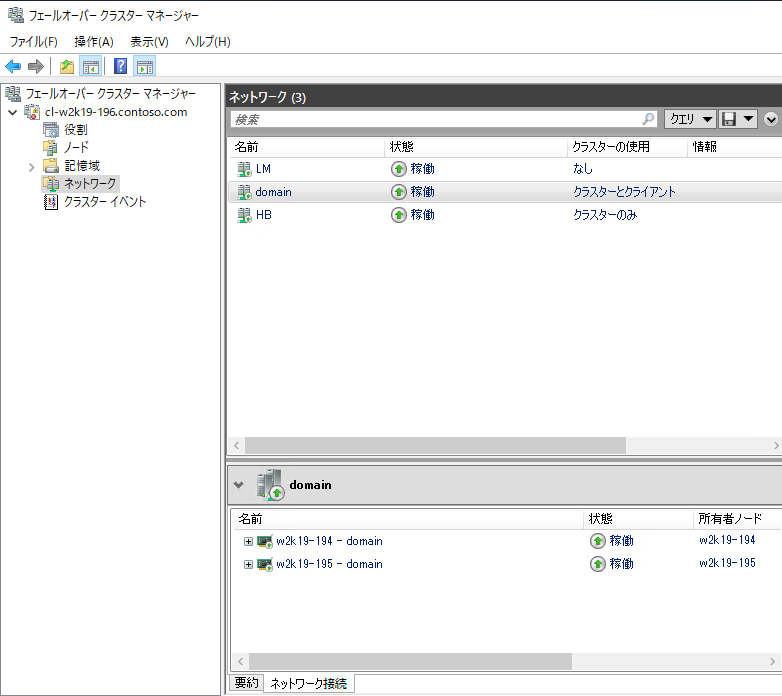 フェールオーバー クラスター マネージャー
ファイル(F) 操作(A) 表示(V) ヘルプ(H)
フェールオーバー クラスター マネージャー
cl-w2k19-196.contoso.com
役割
ノード
記憶域
ネットワーク
クラスター イベント
ネットワーク (3)
検索 クエリ
名前 状態 クラスターの使用 情報
LM 稼働 なし
domain 稼働 クラスターとクライアント
HB 稼働 クラスターのみ
domain
名前 状態 所有者ノード
w2k19-194 - domain 稼働 w2k19-194
w2k19-195 - domain 稼働 w2k19-195
要約 ネットワーク接続